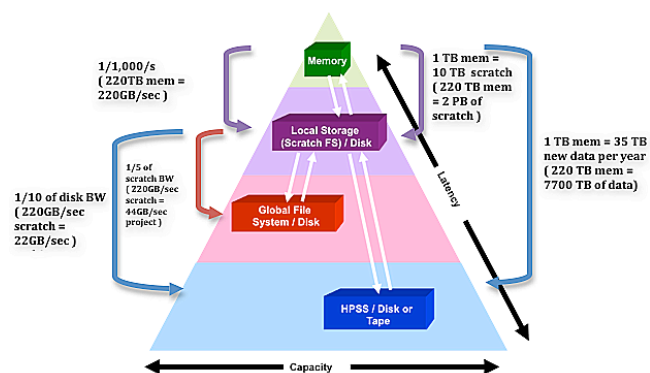 1/1,000/s
( 220TB mem =
220GB/sec )
Memory
1 TB mem =
10 TB scratch
( 220 TB mem
= 2 PB of
scratch )
Local Storage
(Scratch FS) / Disk
1/5 of
scratch BW
( 220GB/sec
scratch =
44GB/sec
project )
1/10 of disk BW
( 220GB/sec
scratch =
22GB/sec )
Global File
System / Disk
1 TB mem = 35 TB
new data per year
( 220 TB mem =
7700 TB of data)
Latency
HPSS / Disk or
Tape
Capacity